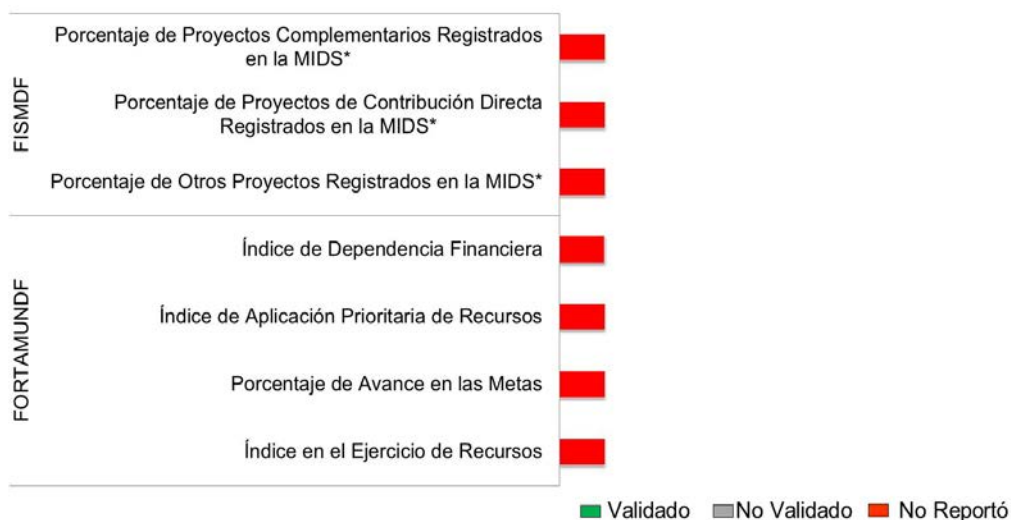 FISMDF
Porcentaje de Proyectos Complementarios Registrados
en la MIDS*
Porcentaje de Proyectos de Contribución Directa
Registrados en la MIDS*
Porcentaje de Otros Proyectos Registrados en la MIDS*
FORTAMUNDF
Índice de Dependencia Financiera
Índice de Aplicación Prioritaria de Recursos
Porcentaje de Avance en las Metas
Índice en el Ejercicio de Recursos
Validado No Validado No Reportó